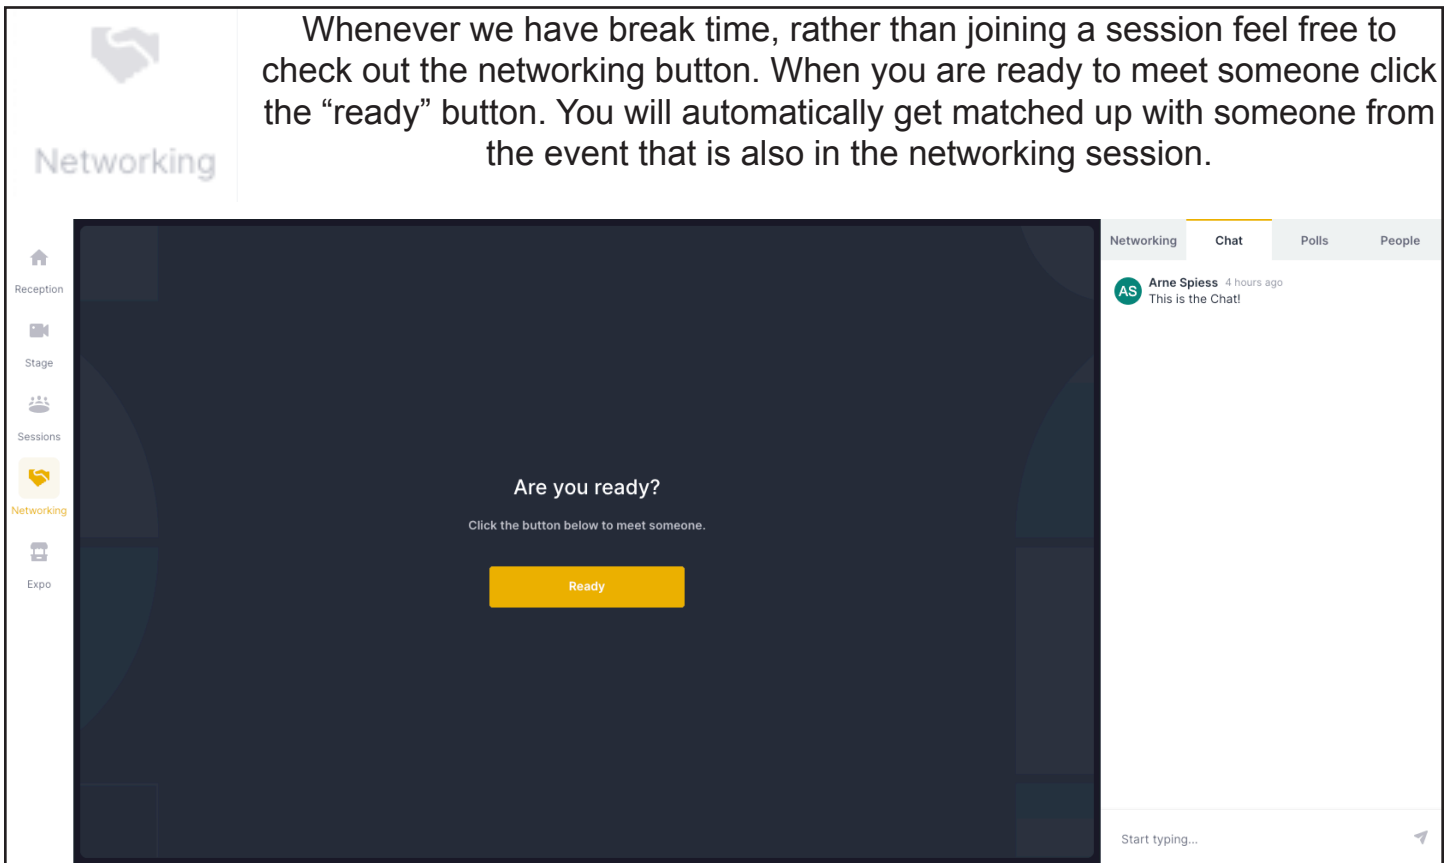 Whenever we have break time, rather than joining a session feel free to
check out the networking button. When you are ready to meet someone click
the “ready” button. You will automatically get matched up with someone from
the event that is also in the networking session.
Networking
Reception
Stage
Sessions
Networking
Expo
Are you ready?
Click the button below to meet someone.
Ready
Networking Chat Polls People
AS Arne Spiess 4 hours ago
This is the Chat!
Start typing...